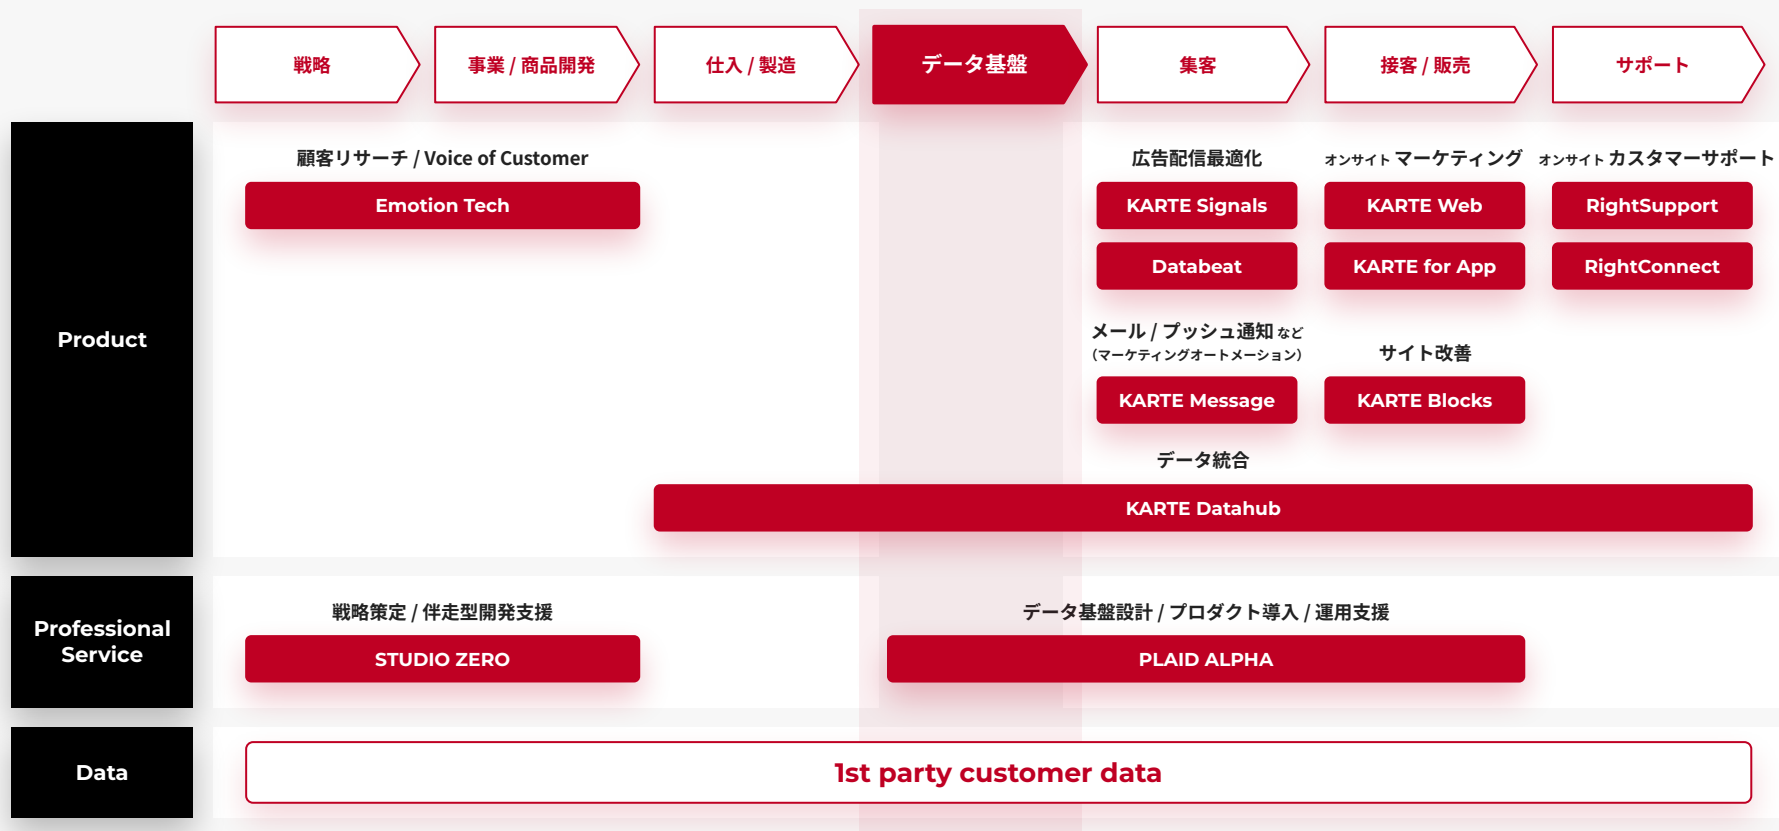 戦略
事業 / 商品開発
仕入 / 製造
データ基盤
集客
接客 / 販売
サポート
Product
顧客リサーチ / Voice of Customer
Emotion Tech
広告配信最適化
KARTE Signals
Databeat
オンサイト マーケティング
KARTE Web
KARTE for App
オンサイト カスタマーサポート
RightSupport
RightConnect
メール / プッシュ通知 など
（マーケティングオートメーション）
KARTE Message
サイト改善
KARTE Blocks
データ統合
KARTE Datahub
Professional
Service
戦略策定 / 伴走型開発支援
STUDIO ZERO
データ基盤設計 / プロダクト導入 / 運用支援
PLAID ALPHA
Data
1st party customer data